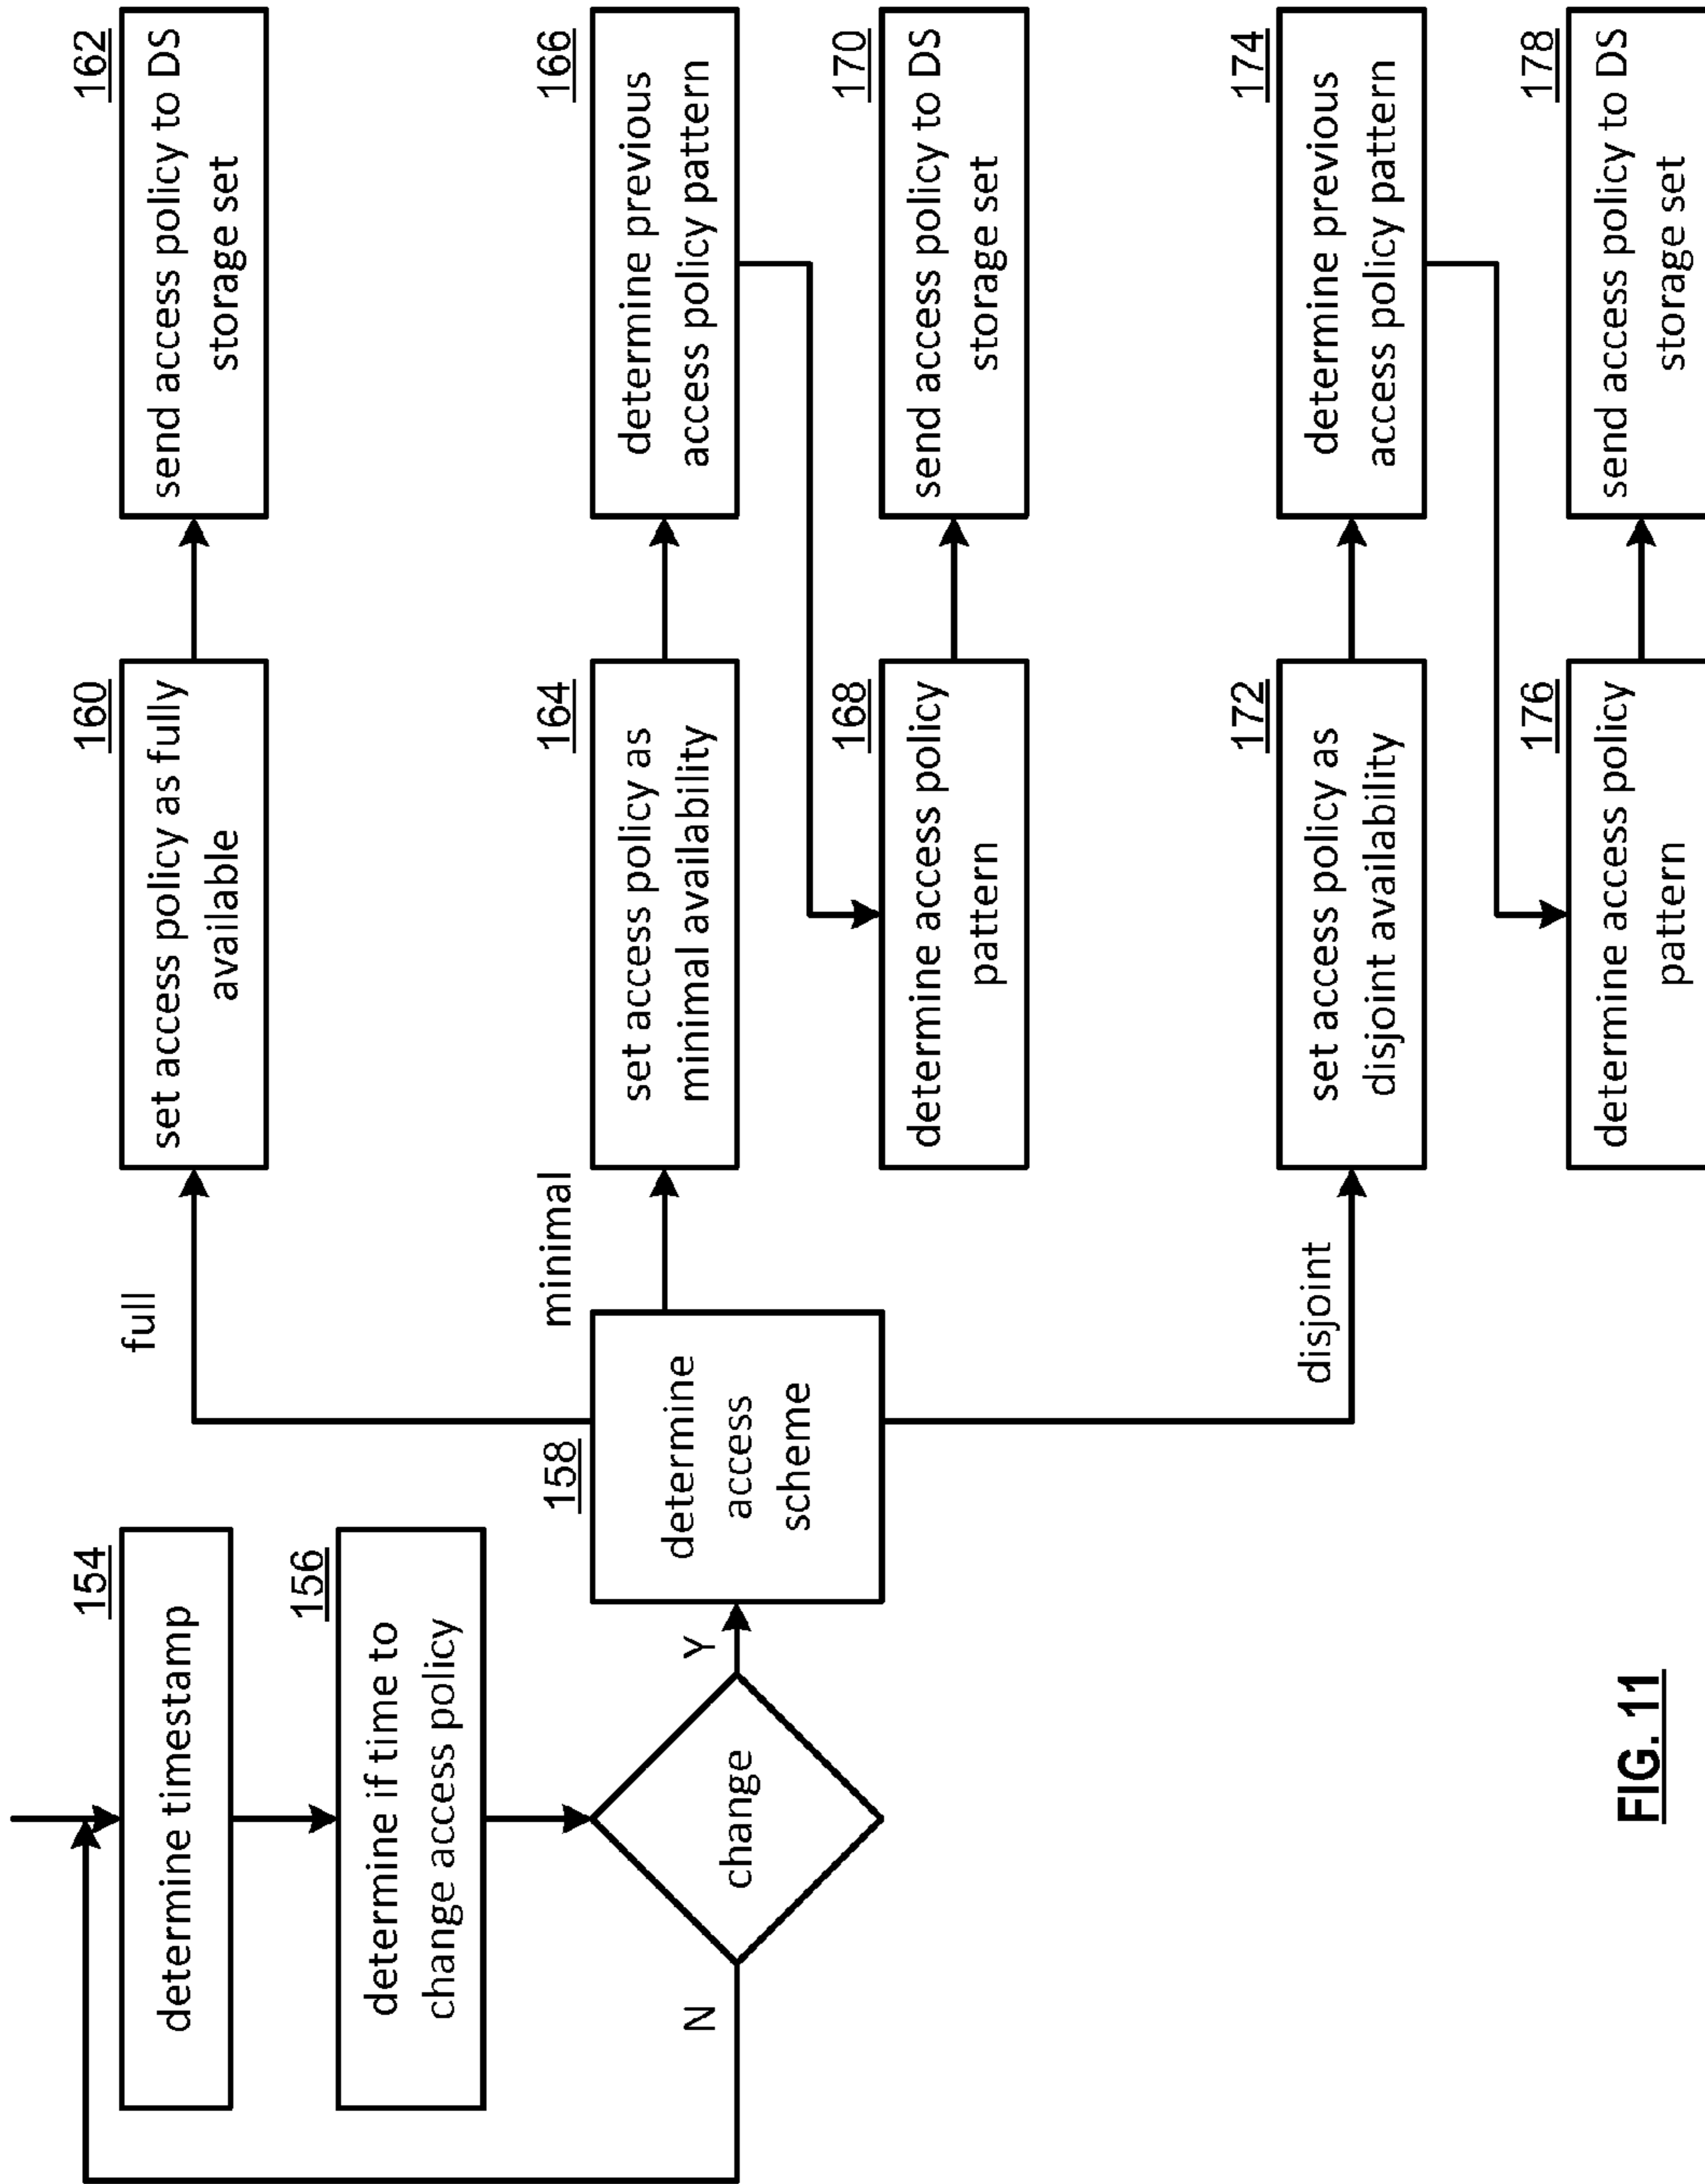 154
determine timestamp
156
determine if time to
change access policy
change
N
Y
158
determine
access
scheme
full
160
set access policy as fully
available
162
send access policy to DS
storage set
minimal
164
set access policy as
minimal availability
166
determine previous
access policy pattern
168
determine access policy
pattern
170
send access policy to DS
storage set
disjoint
172
set access policy as
disjoint availability
174
determine previous
access policy pattern
176
determine access policy
pattern
178
send access policy to DS
storage set
FIG. 11